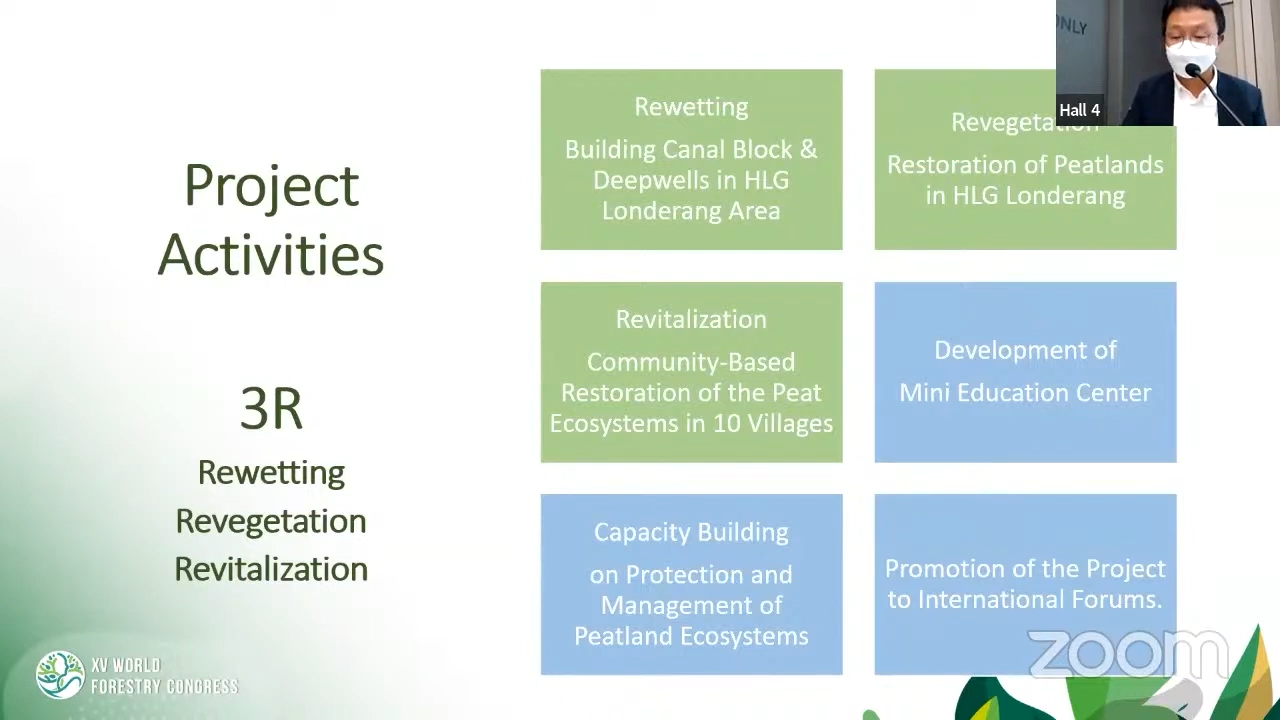 Project
Activities
3R
Rewetting
Revegetation
Revitalization
Rewetting
Building Canal Block &
Deepwells in HLG
Londerang Area
Revegetation
Restoration of Peatlands
in HLG Londerang
Revitalization
Community-Based
Restoration of the Peat
Ecosystems in 10 Villages
Development of
Mini Education Center
Capacity Building
on Protection and
Management of
Peatland Ecosystems
Promotion of the Project
to International Forums.
ONLY
Hall 4
XV WORLD
FORESTRY CONGRESS
zoom